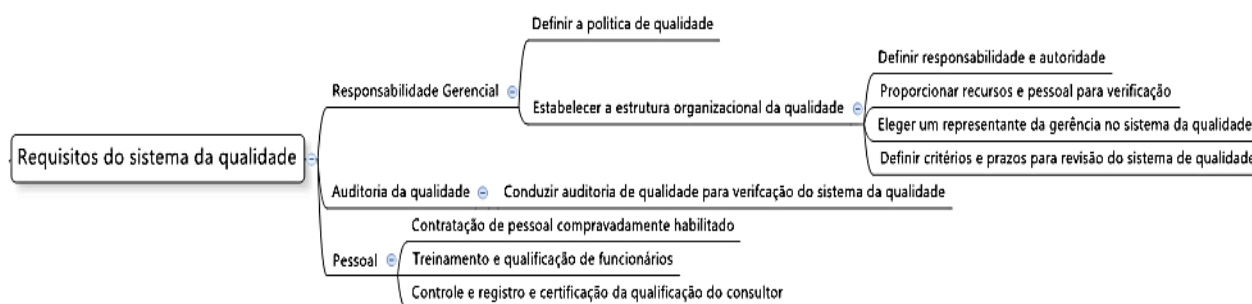 Definir a política de qualidade
Definir responsabilidade e autoridade
Responsabilidade Gerencial
Proporcionar recursos e pessoal para verificação
Estabelecer a estrutura organizacional da qualidade
Eleger um representante da gerência no sistema da qualidade
Requisitos do sistema da qualidade
Definir critérios e prazos para revisão do sistema de qualidade
Auditoria da qualidade
Conduzir auditoria de qualidade para verifcação do sistema da qualidade
Contratação de pessoal compravadamente habilitado
Pessoal
Treinamento e qualificação de funcionários
Controle e registro e certificação da qualificação do consultor